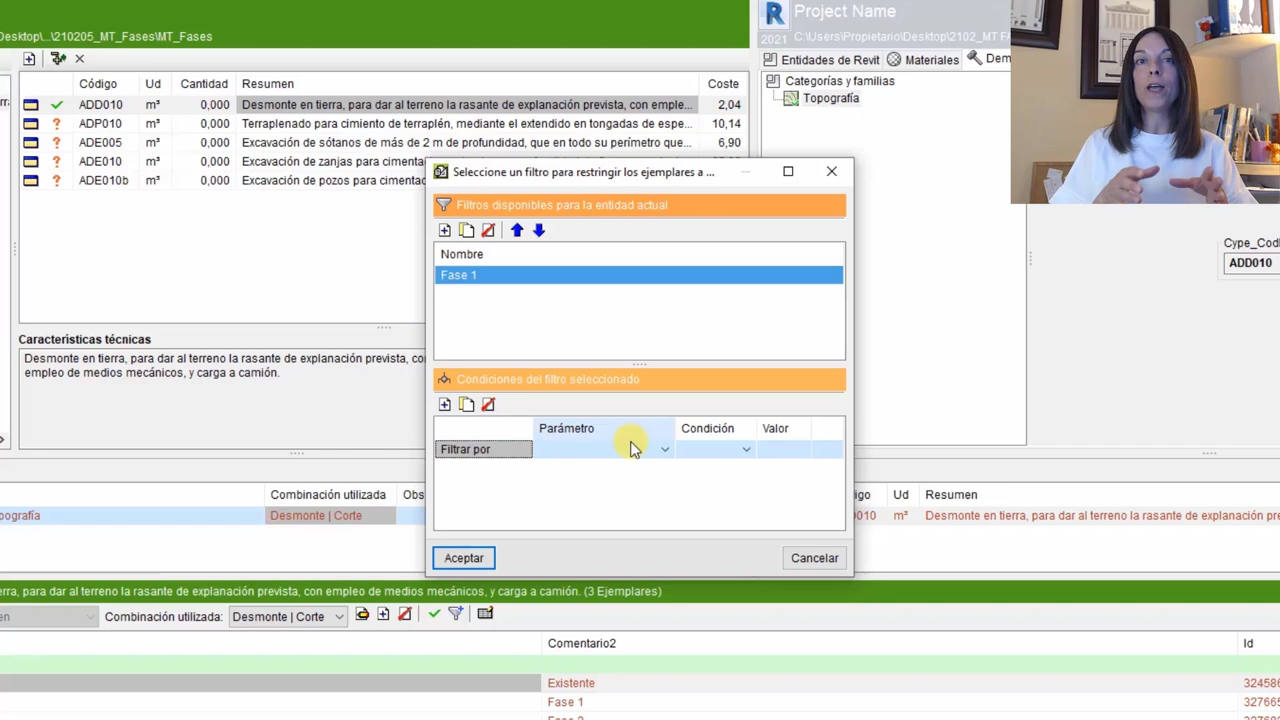 Desktop\...\210205_MT_Fases\MT_Fases
Código Ud Cantidad Resumen Coste
ADD010 m³ 0,000 Desmonte en tierra, para dar al terreno la rasante de explanación prevista, con emple... 2,04
ADP010 m³ 0,000 Terraplenado para cimiento de terraplén, mediante el extendido en tongadas de espe... 10,14
ADE005 m³ 0,000 Excavación de sótanos de más de 2 m de profundidad, que en todo su perímetro que... 6,90
ADE010 m³ 0,000 Excavación de zanjas para cimenta
ADE010b m³ 0,000 Excavación de pozos para cimentac
Características técnicas
Desmonte en tierra, para dar al terreno la rasante de explanación prevista, co
empleo de medios mecánicos, y carga a camión.
Project Name
2021 C:\Users\Propietario\Desktop\2102_MT Fa
Entidades de Revit Materiales Dem
Categorías y familias
Topografía
Cype_Cod
ADD010
Seleccione un filtro para restringir los ejemplares a ...
Filtros disponibles para la entidad actual
Nombre
Fase 1
Condiciones del filtro seleccionado
Parámetro Condición Valor
Filtrar por
Aceptar Cancelar
Combinación utilizada Obs
pografía Desmonte | Corte
igo Ud Resumen
010 m³ Desmonte en tierra, para dar al terreno la rasante de explanación pre
erra, para dar al terreno la rasante de explanación prevista, con empleo de medios mecánicos, y carga a camión. (3 Ejemplares)
en Combinación utilizada: Desmonte | Corte
Comentario2 Id
Existente 324586
Fase 1 327665